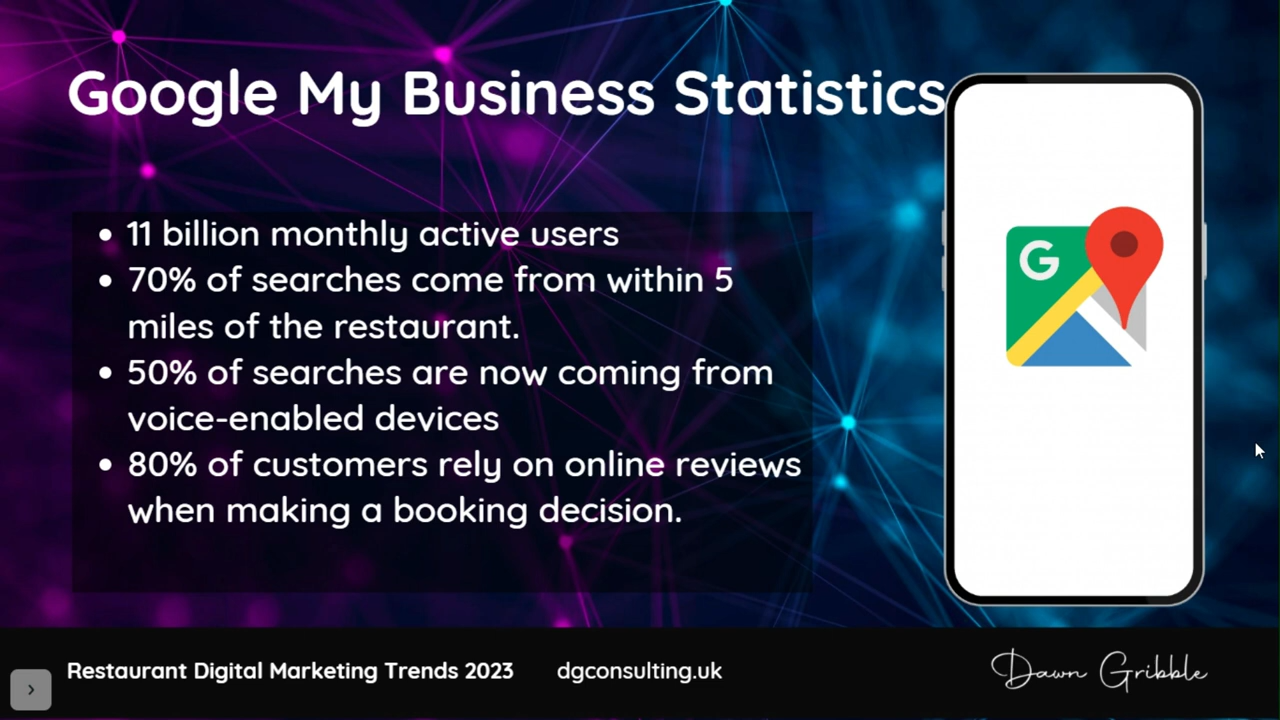 Google My Business Statistics
• 11 billion monthly active users
• 70% of searches come from within 5
miles of the restaurant.
• 50% of searches are now coming from
voice-enabled devices
• 80% of customers rely on online reviews
when making a booking decision.
G
Restaurant Digital Marketing Trends 2023 dgconsulting.uk
Dawn Gribble